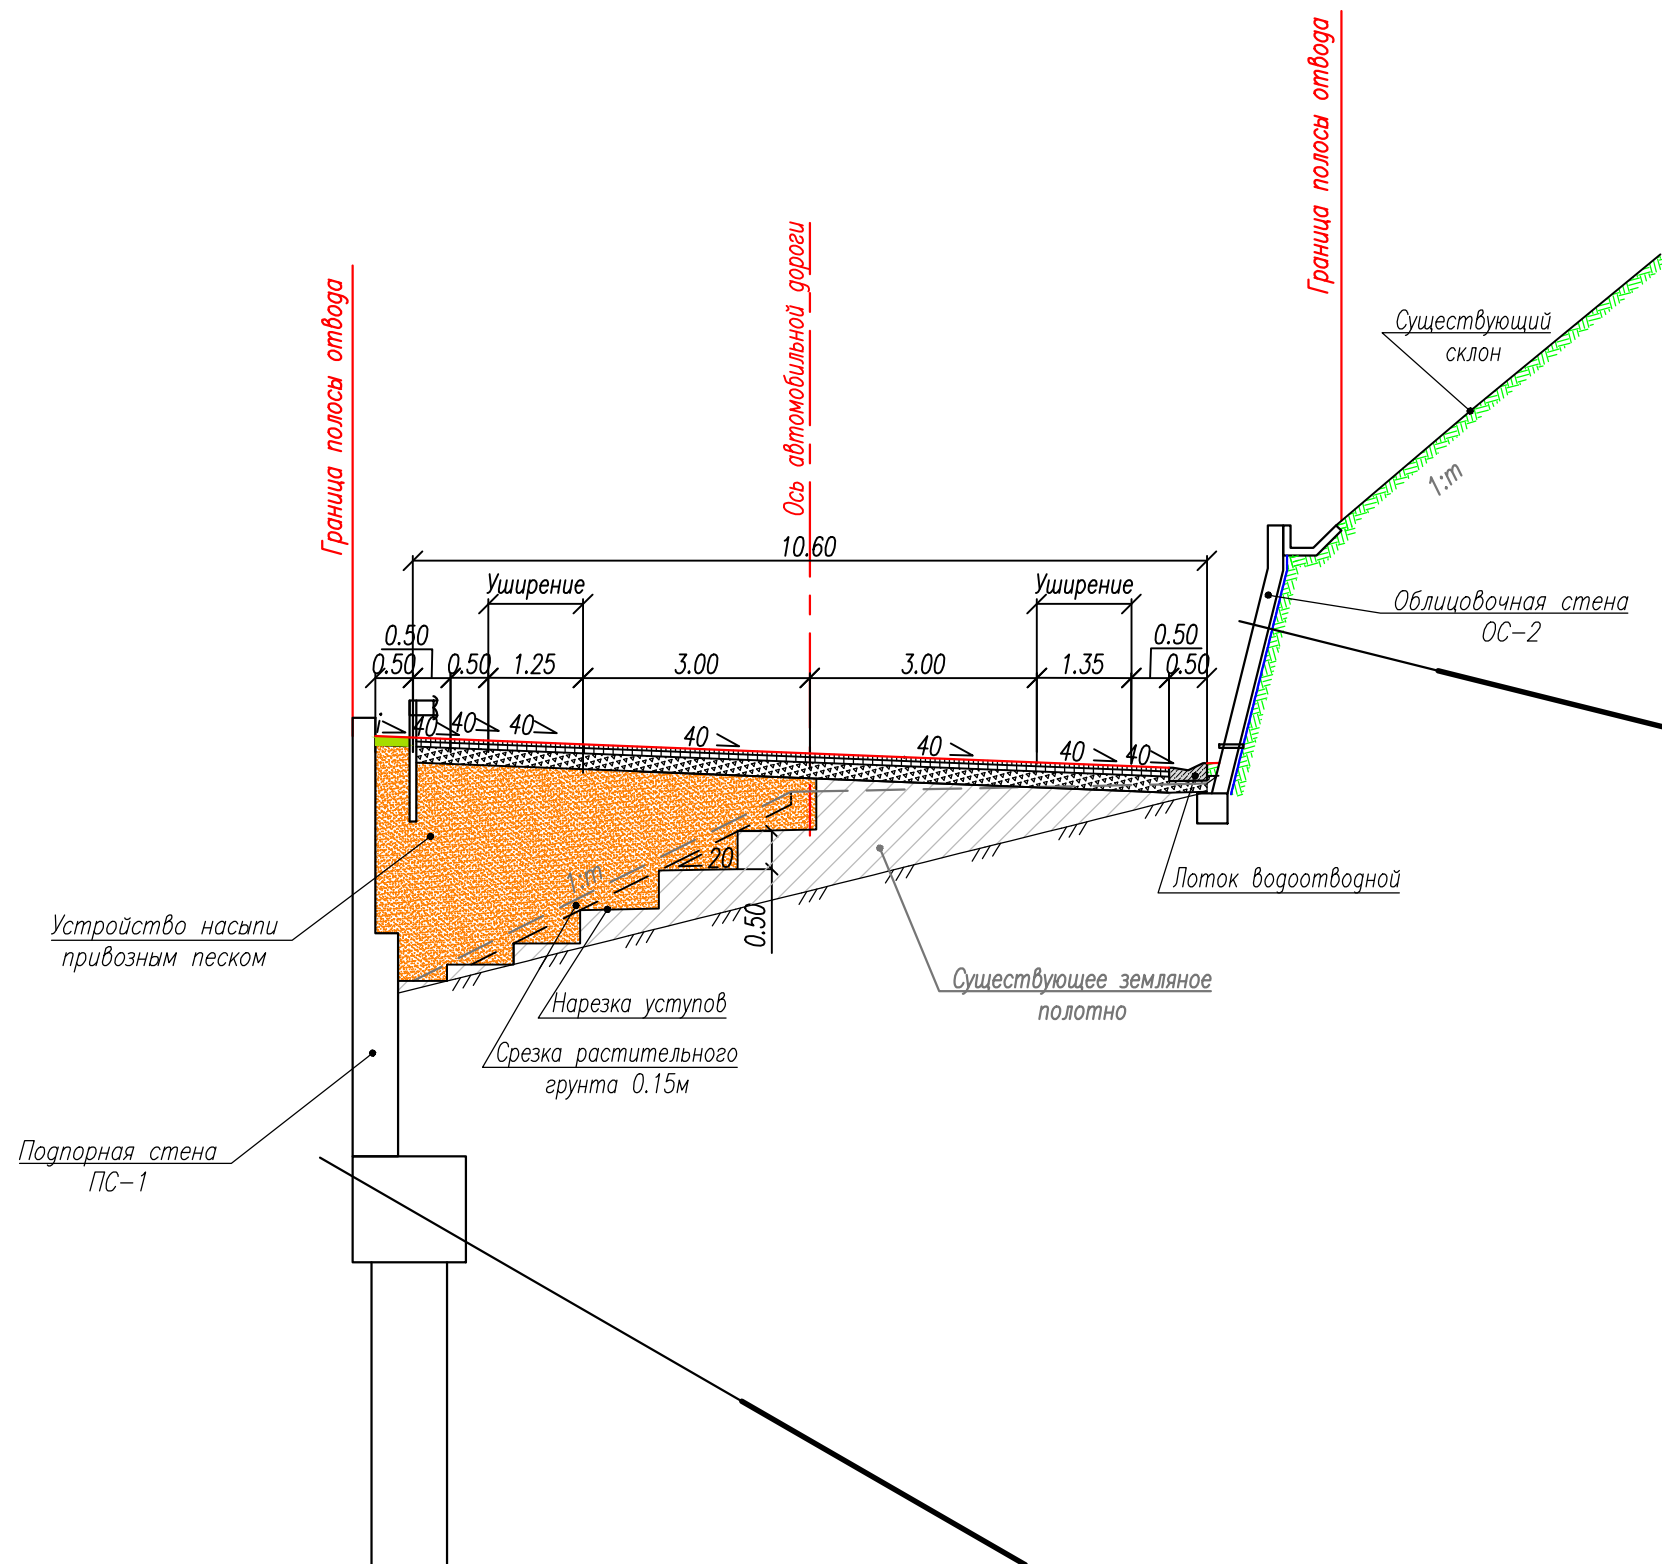 Граница полосы отвода
Ось автомобильной дороги
Граница полосы отвода
Существующий
склон
1:m
10.60
Уширение
Уширение
Облицовочная стена
ОС-2
0.50
0.50
0.50
0.50
1.25
3.00
3.00
1.35
0.50
i
40
40
40
40
40
40
40
20
1:m
0.50
Лоток водоотводной
Устройство насыпи
привозным песком
Существующее земляное
полотно
Нарезка уступов
Срезка растительного
грунта 0.15м
Подпорная стена
ПС-1